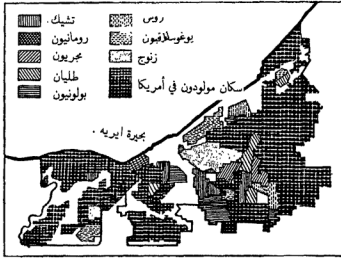 روس
يوغوسلافيون
زنوج
سكان مولودون في أمريكا
تشيك
رومانيون
مجريون
طليان
بولونيون
بحيرة ايريه